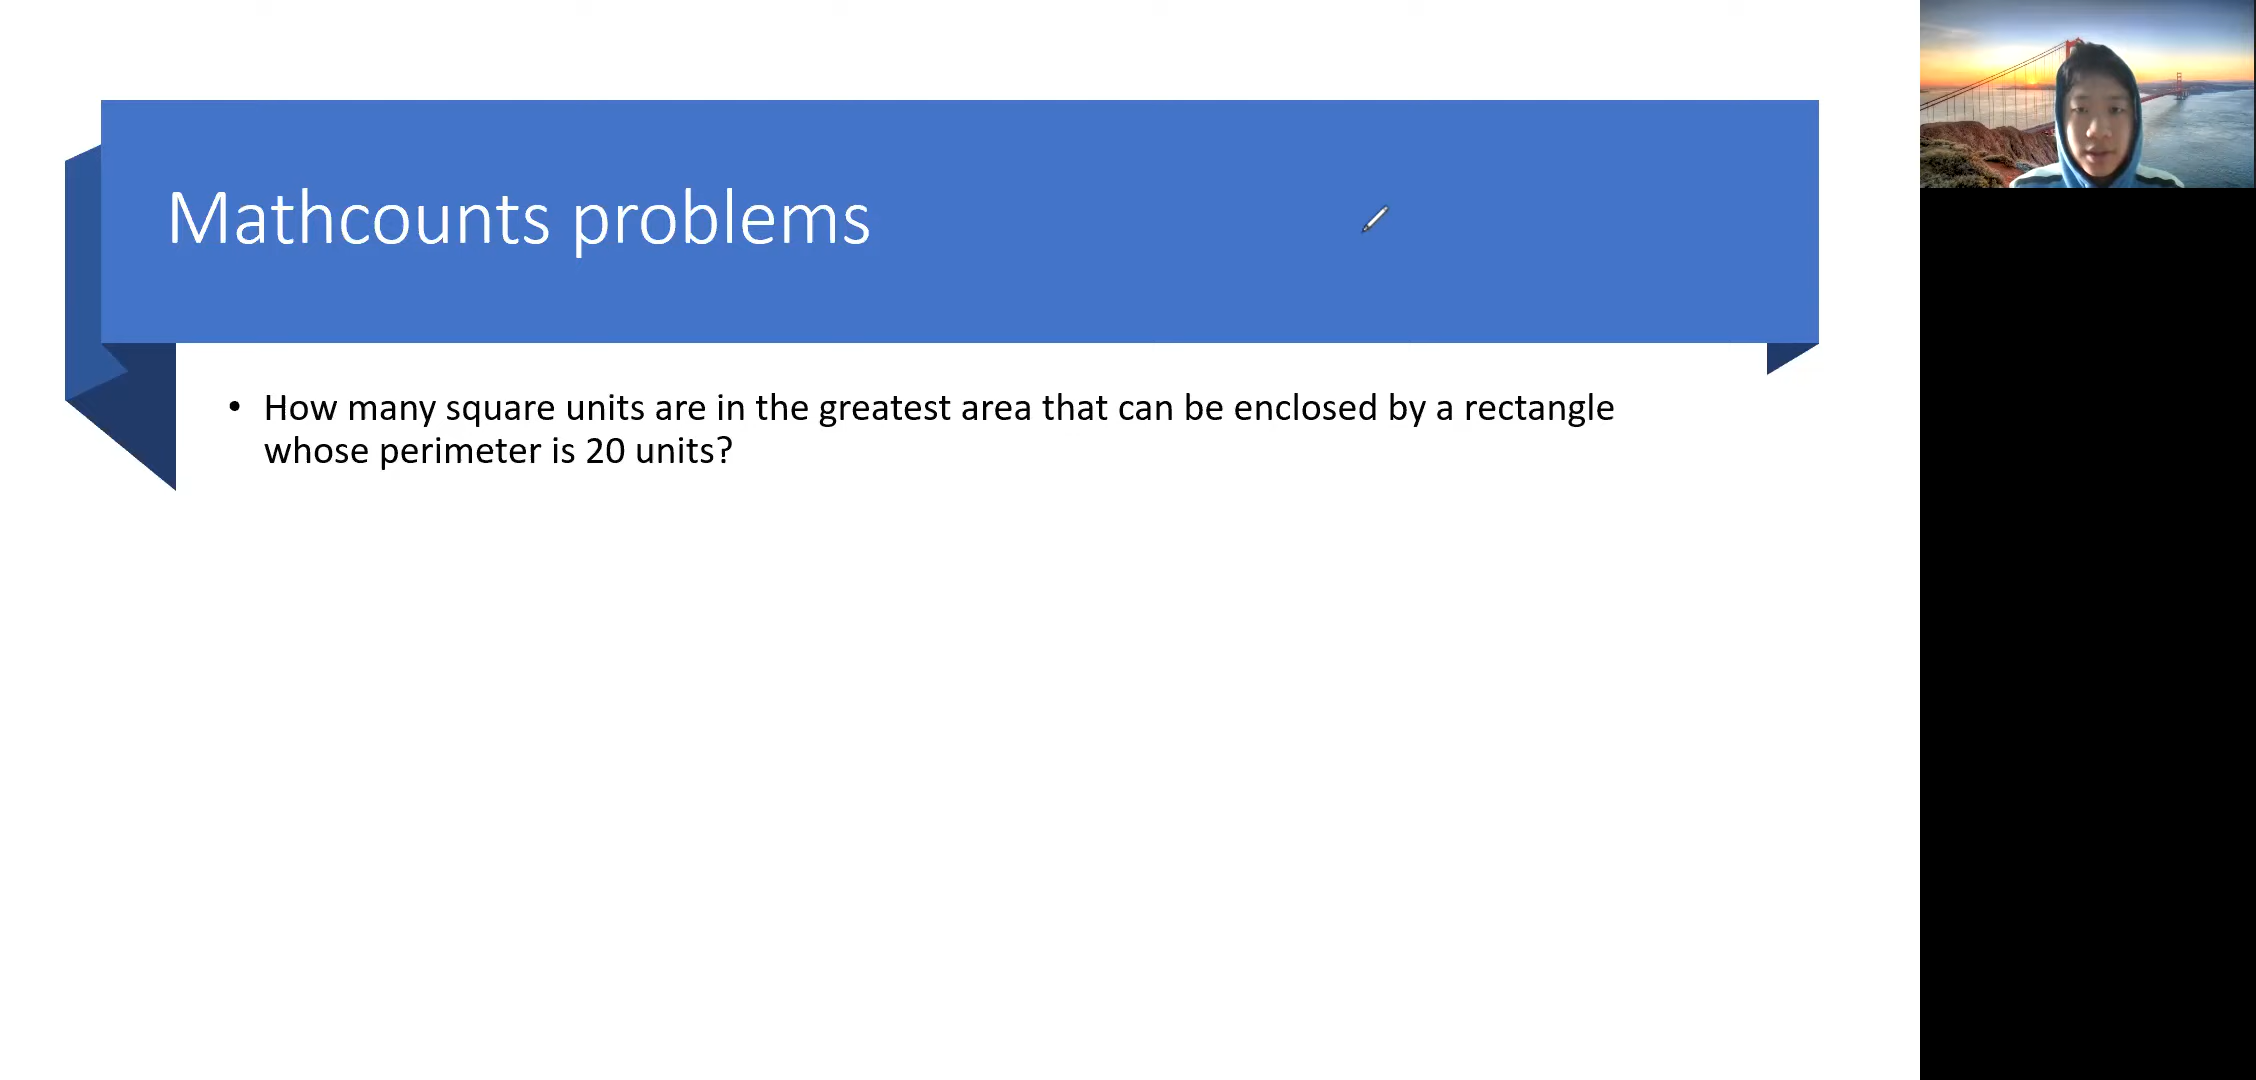 Mathcounts problems
• How many square units are in the greatest area that can be enclosed by a rectangle
whose perimeter is 20 units?